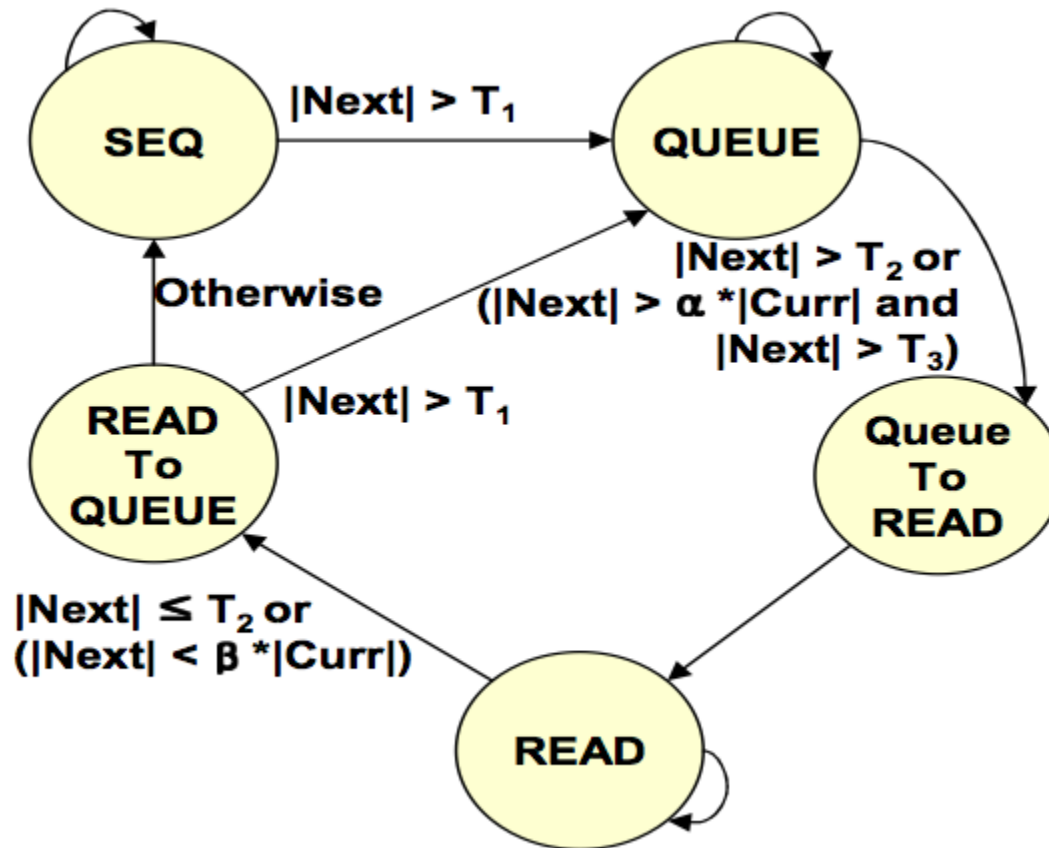 SEQ
|Next| > T₁
QUEUE
Otherwise
|Next| > T₂ or
(|Next| > α *|Curr| and
|Next| > T₃)
READ
To
QUEUE
|Next| > T₁
Queue
To
READ
|Next| ≤ T₂ or
(|Next| < β *|Curr|)
READ